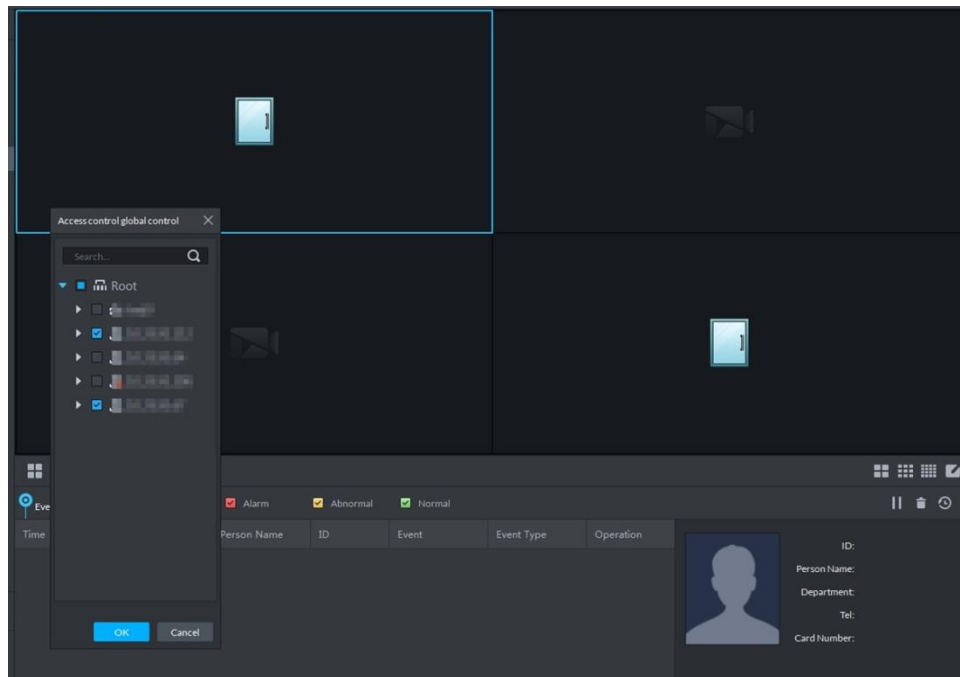 Access control global control
Search...
Root
Eve
Alarm
Abnormal
Normal
Time
Person Name
ID
Event
Event Type
Operation
ID:
Person Name:
Department:
Tel:
Card Number:
OK
Cancel